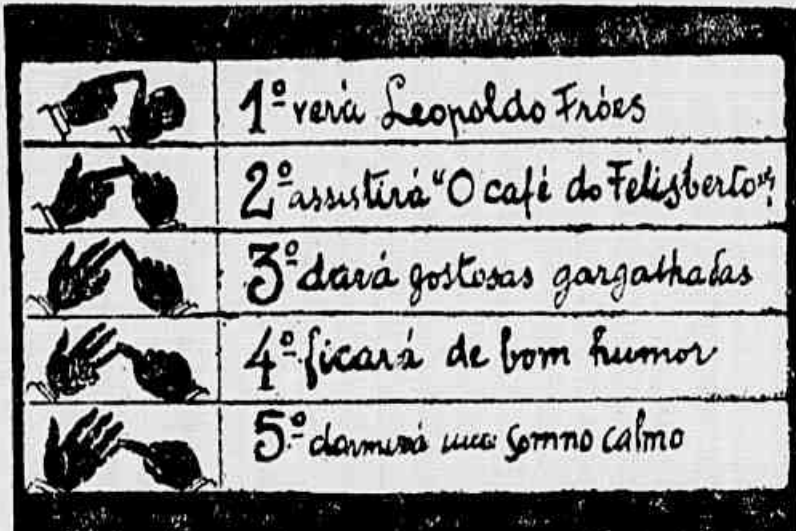 1º verá Leopoldo Fróes
2º assistirá "O café do Felisberto";
3º dará gostosas gargalhadas
4º ficará de bom humor
5º dormirá um somno calmo